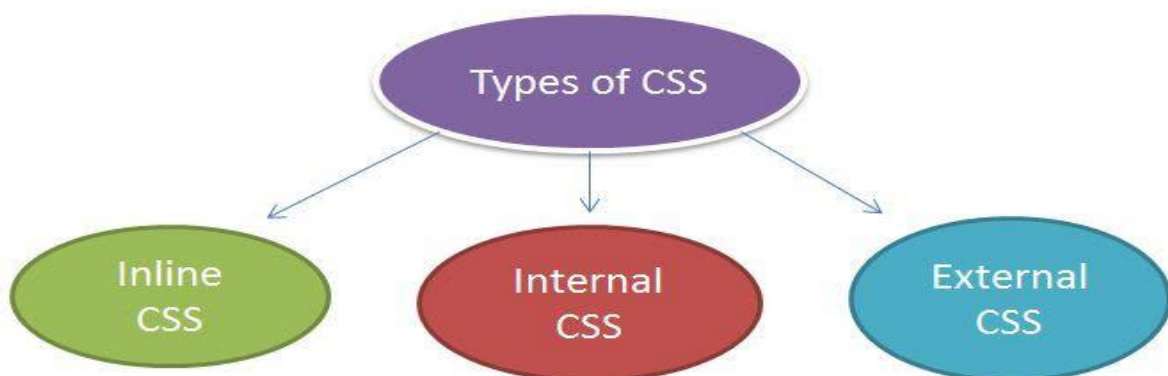 Types of CSS
Inline
CSS
Internal
CSS
External
CSS